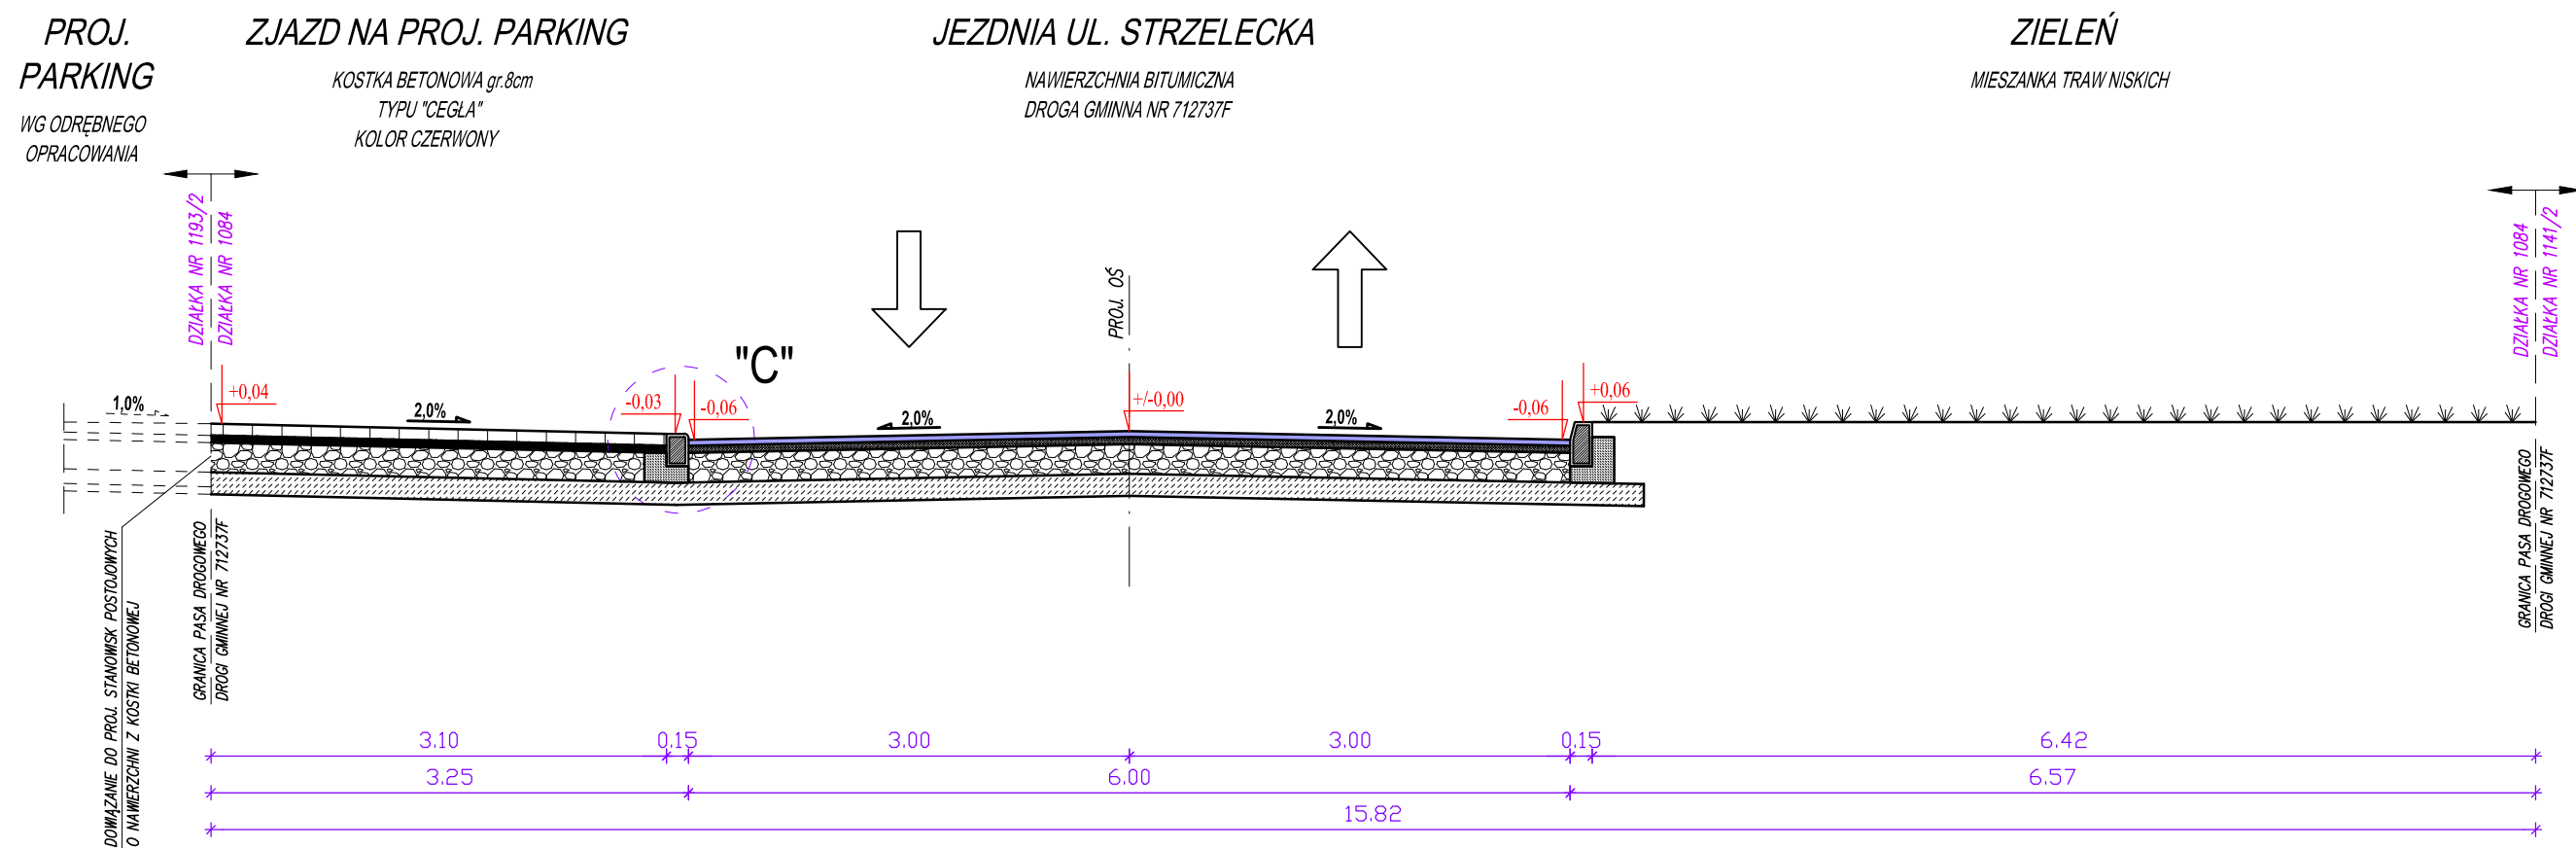 PROJ.
PARKING
WG ODRĘBNEGO
OPRACOWANIA
ZJAZD NA PROJ. PARKING
KOSTKA BETONOWA gr.8cm
TYPU "CEGŁA"
KOLOR CZERWONY
JEZDNIA UL. STRZELECKA
NAWIERZCHNIA BITUMICZNA
DROGA GMINNA NR 712737F
ZIELEŃ
MIESZANKA TRAW NISKICH
DZIAŁKA NR 1193/2
DZIAŁKA NR 1084
PROJ. OŚ
DZIAŁKA NR 1084
DZIAŁKA NR 1141/2
"C"
1,0%
+0,04
2,0%
-0,03
-0,06
2,0%
+/-0,00
2,0%
-0,06
+0,06
DOWIĄZANIE DO PROJ. STANOWISK POSTOJOWYCH
O NAWIERZCHNI Z KOSTKI BETONOWEJ
GRANICA PASA DROGOWEGO
DROGI GMINNEJ NR 712737F
GRANICA PASA DROGOWEGO
DROGI GMINNEJ NR 712737F
3.10 0.15 3.00 3.00 0.15 6.42
3.25 6.00 6.57
15.82